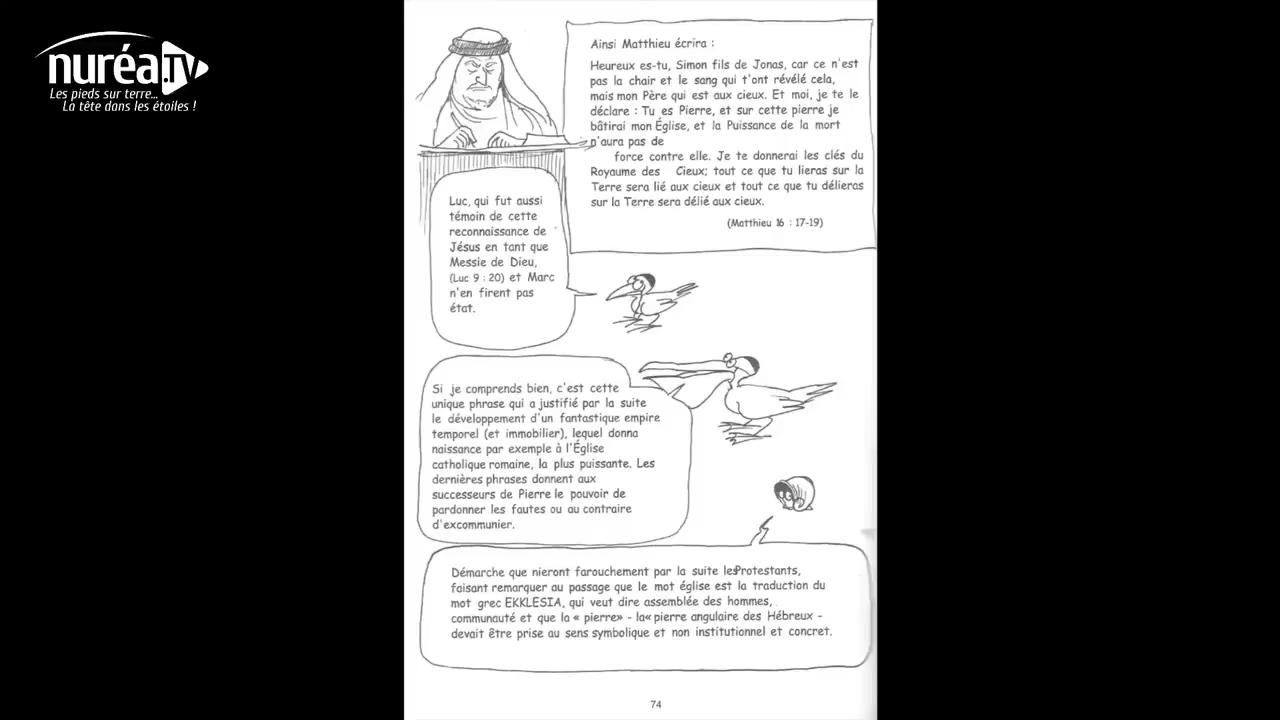 nuréa.TV
Les pieds sur terre...
La tête dans les étoiles !
Ainsi Matthieu écrira :
Heureux es-tu, Simon fils de Jonas, car ce n'est
pas la chair et le sang qui t'ont révélé cela,
mais mon Père qui est aux cieux. Et moi, je te le
déclare : Tu es Pierre, et sur cette pierre je
bâtirai mon Église, et la Puissance de la mort
n'aura pas de
force contre elle. Je te donnerai les clés du
Royaume des Cieux; tout ce que tu lieras sur la
Terre sera lié aux cieux et tout ce que tu délieras
sur la Terre sera délié aux cieux.
(Matthieu 16 : 17-19)
Luc, qui fut aussi
témoin de cette
reconnaissance de
Jésus en tant que
Messie de Dieu,
(Luc 9 : 20) et Marc
n'en firent pas
état.
Si je comprends bien, c'est cette
unique phrase qui a justifié par la suite
le développement d'un fantastique empire
temporel (et immobilier), lequel donna
naissance par exemple à l'Église
catholique romaine, la plus puissante. Les
dernières phrases donnent aux
successeurs de Pierre le pouvoir de
pardonner les fautes ou au contraire
d'excommunier.
Démarche que nieront farouchement par la suite lesProtestants,
faisant remarquer au passage que le mot église est la traduction du
mot grec EKKLESIA, qui veut dire assemblée des hommes,
communauté et que la « pierre» - la« pierre angulaire des Hébreux -
devait être prise au sens symbolique et non institutionnel et concret.
74